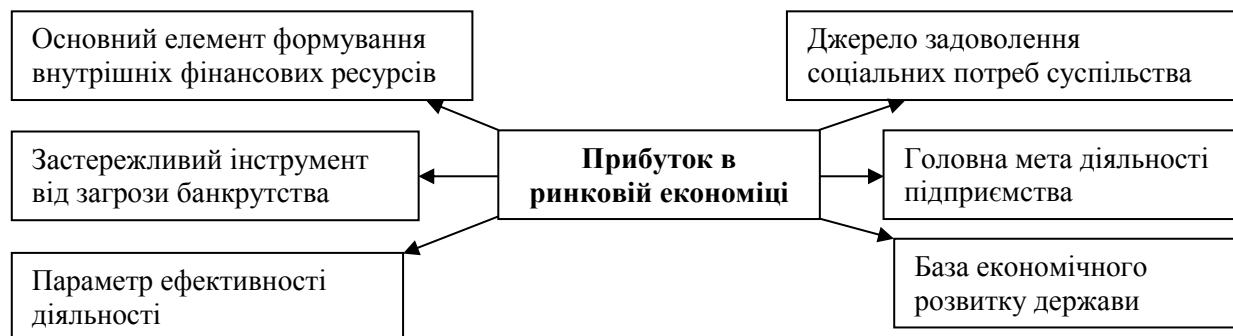 Основний елемент формування
внутрішніх фінансових ресурсів
Джерело задоволення
соціальних потреб суспільства
Застережливий інструмент
від загрози банкрутства
Прибуток в
ринковій економіці
Головна мета діяльності
підприємства
Параметр ефективності
діяльності
База економічного
розвитку держави